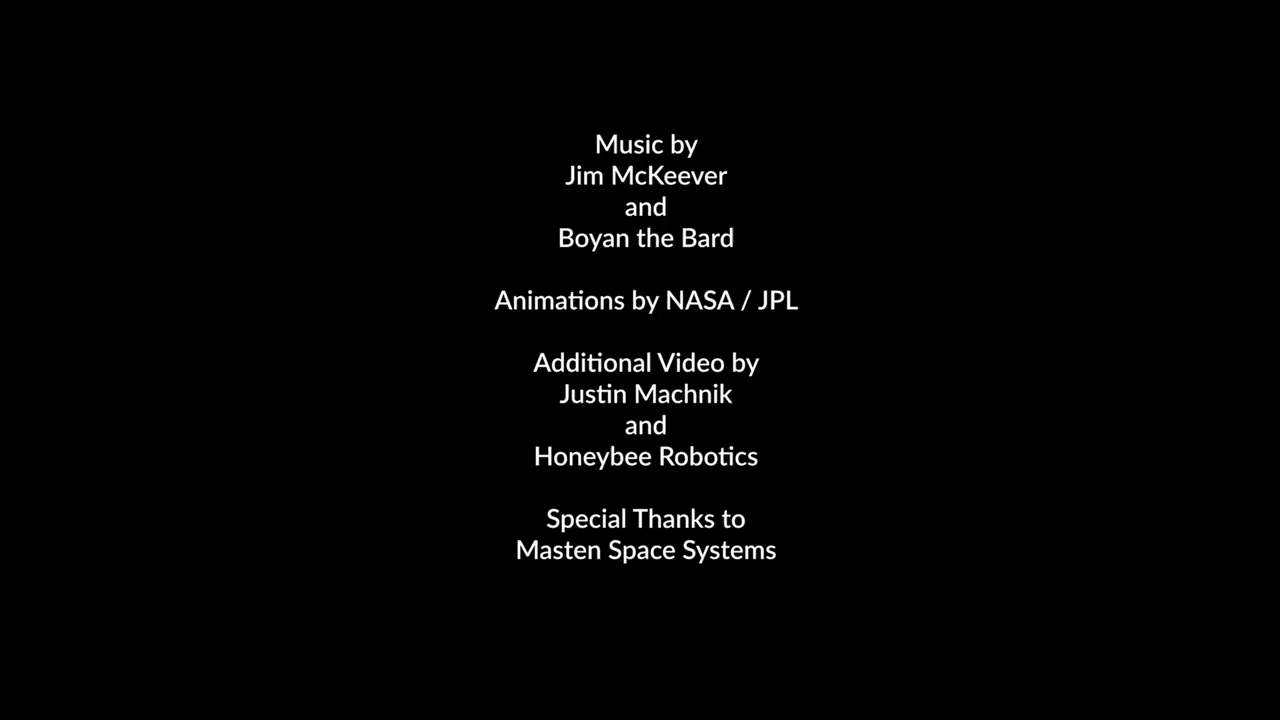 Music by
Jim McKeever
and
Boyan the Bard
Animations by NASA / JPL
Additional Video by
Justin Machnik
and
Honeybee Robotics
Special Thanks to
Masten Space Systems